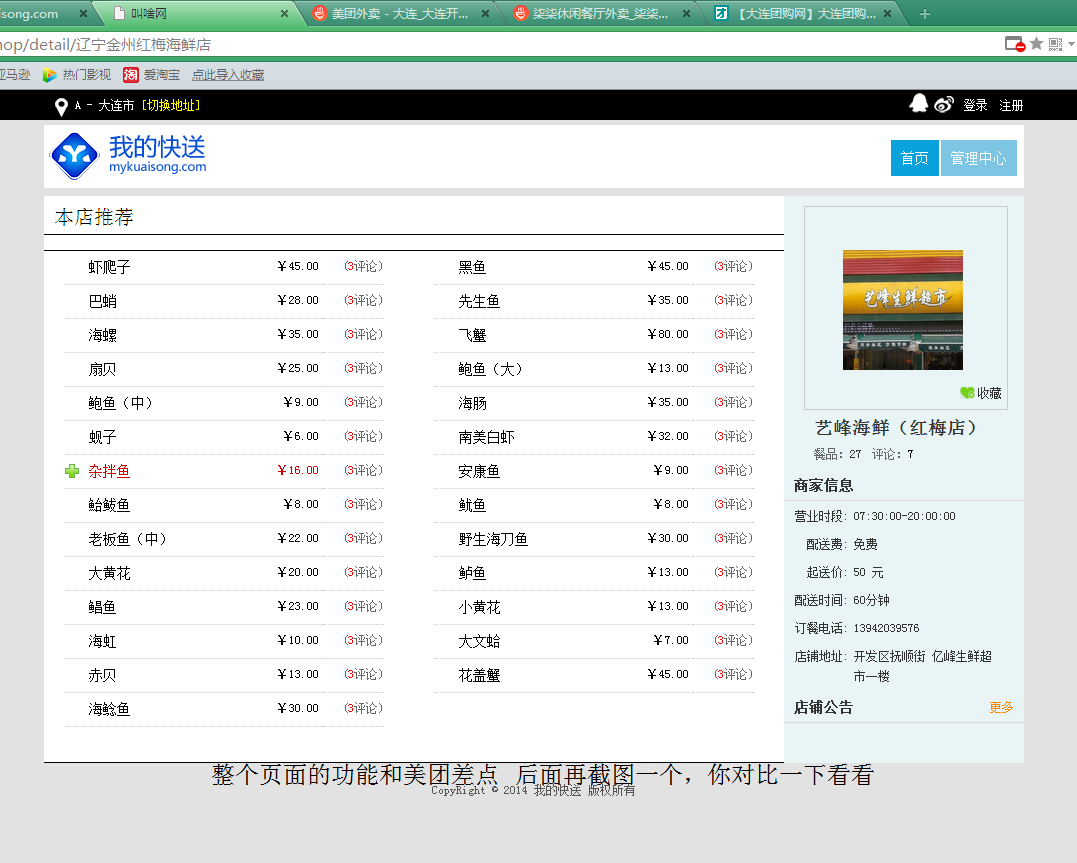 isong.com
叫啥网
美团外卖 - 大连_大连开...
柒柒休闲餐厅外卖_柒柒...
【大连团购网】大连团购...
hop/detail/辽宁金州红梅海鲜店
亚马逊 热门影视 淘 爱淘宝 点此导入收藏
A - 大连市 [切换地址] 登录 注册
我的快送
mykuaisong.com
首页 管理中心
本店推荐
虾爬子 ￥45.00 (3评论) 黑鱼 ￥45.00 (3评论)
巴蛸 ￥28.00 (3评论) 先生鱼 ￥35.00 (3评论)
海螺 ￥35.00 (3评论) 飞蟹 ￥80.00 (3评论)
扇贝 ￥25.00 (3评论) 鲍鱼（大） ￥13.00 (3评论)
鲍鱼（中） ￥9.00 (3评论) 海肠 ￥35.00 (3评论)
蚬子 ￥6.00 (3评论) 南美白虾 ￥32.00 (3评论)
杂拌鱼 ￥16.00 (3评论) 安康鱼 ￥9.00 (3评论)
鲐鲅鱼 ￥8.00 (3评论) 鱿鱼 ￥8.00 (3评论)
老板鱼（中） ￥22.00 (3评论) 野生海刀鱼 ￥30.00 (3评论)
大黄花 ￥20.00 (3评论) 鲈鱼 ￥13.00 (3评论)
鲳鱼 ￥23.00 (3评论) 小黄花 ￥13.00 (3评论)
海虹 ￥10.00 (3评论) 大文蛤 ￥7.00 (3评论)
赤贝 ￥13.00 (3评论) 花盖蟹 ￥45.00 (3评论)
海鲶鱼 ￥30.00 (3评论)
艺峰生鲜超市
收藏
艺峰海鲜（红梅店）
餐品: 27 评论: 7
商家信息
营业时段: 07:30:00-20:00:00
配送费: 免费
起送价: 50 元
配送时间: 60分钟
订餐电话: 13942039576
店铺地址: 开发区抚顺街 亿峰生鲜超
市一楼
店铺公告 更多
整个页面的功能和美团差点 后面再截图一个，你对比一下看看
CopyRight © 2014 我的快送 版权所有